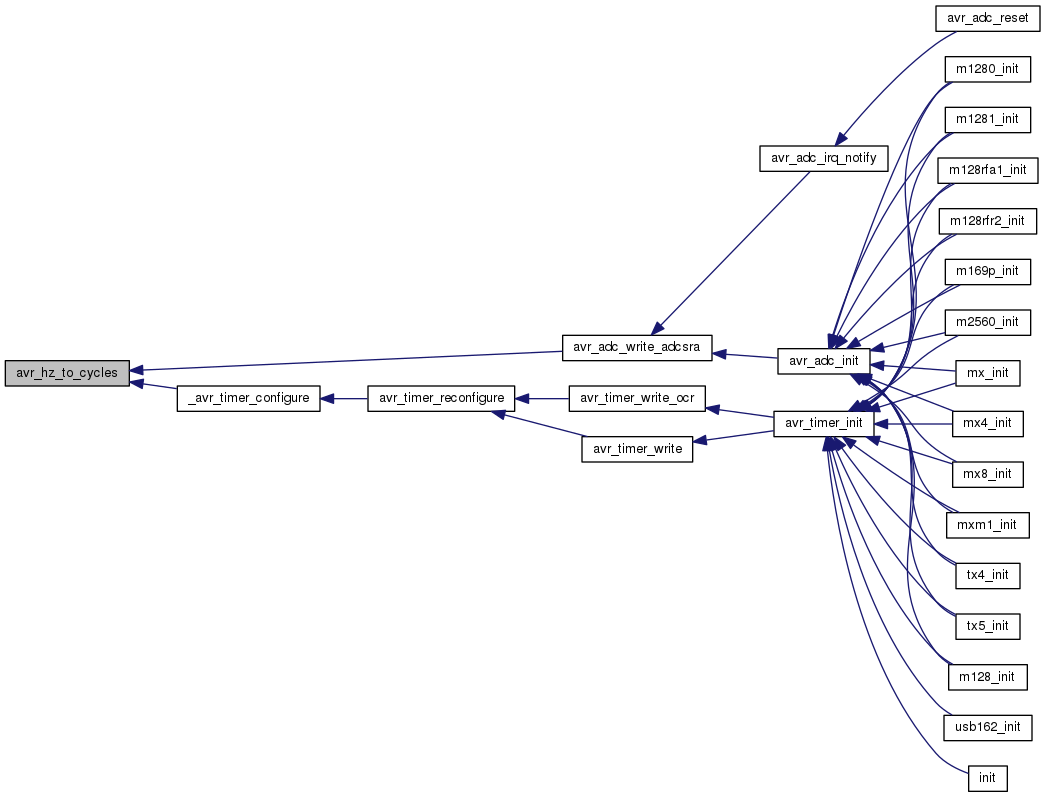 avr_adc_reset
m1280_init
m1281_init
avr_adc_irq_notify
m128rfa1_init
m128rfr2_init
m169p_init
m2560_init
avr_adc_write_adcsra
avr_adc_init
avr_hz_to_cycles
mx_init
_avr_timer_configure
avr_timer_reconfigure
avr_timer_write_ocr
avr_timer_init
mx4_init
avr_timer_write
mx8_init
mxm1_init
tx4_init
tx5_init
m128_init
usb162_init
init